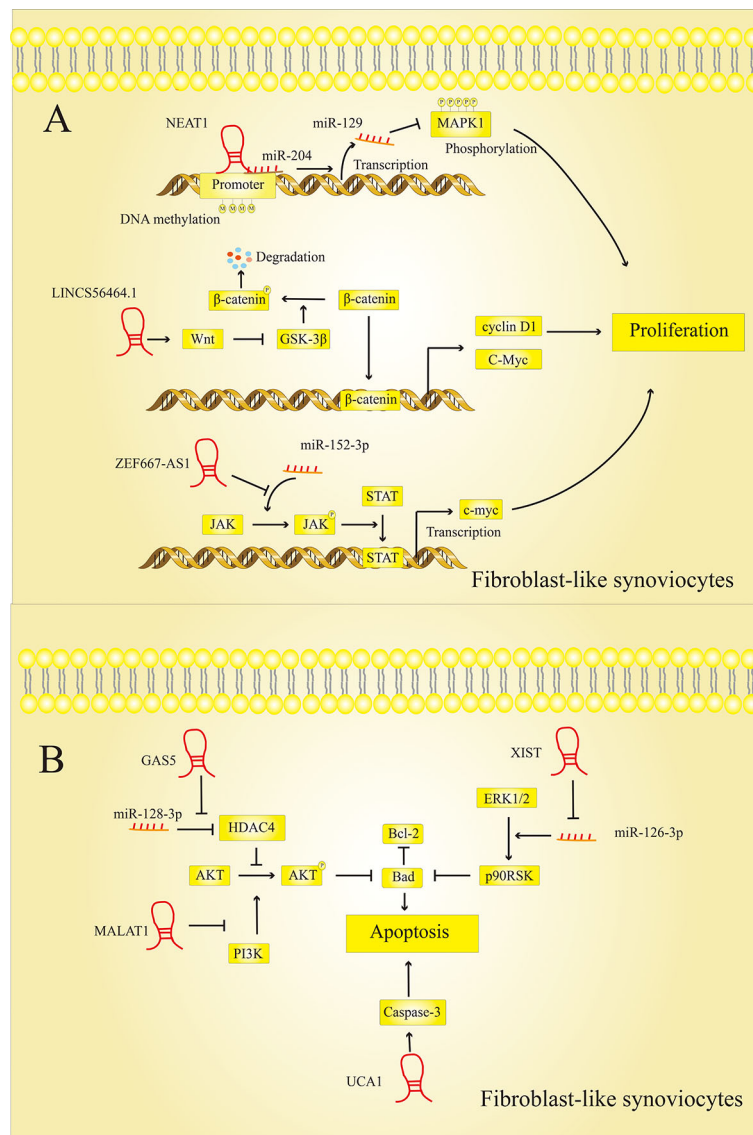 A
NEAT1
miR-204
Promoter
M M M M
DNA methylation
miR-129
Transcription
P P P P P
MAPK1
Phosphorylation
Degradation
β-catenin
P
β-catenin
LINCS56464.1
Wnt
GSK-3β
β-catenin
cyclin D1
C-Myc
Proliferation
ZEF667-AS1
miR-152-3p
JAK
JAK
P
STAT
STAT
c-myc
Transcription
Fibroblast-like synoviocytes
B
GAS5
miR-128-3p
HDAC4
AKT
AKT
P
MALAT1
PI3K
Bcl-2
Bad
Apoptosis
Caspase-3
UCA1
XIST
ERK1/2
miR-126-3p
p90RSK
Fibroblast-like synoviocytes